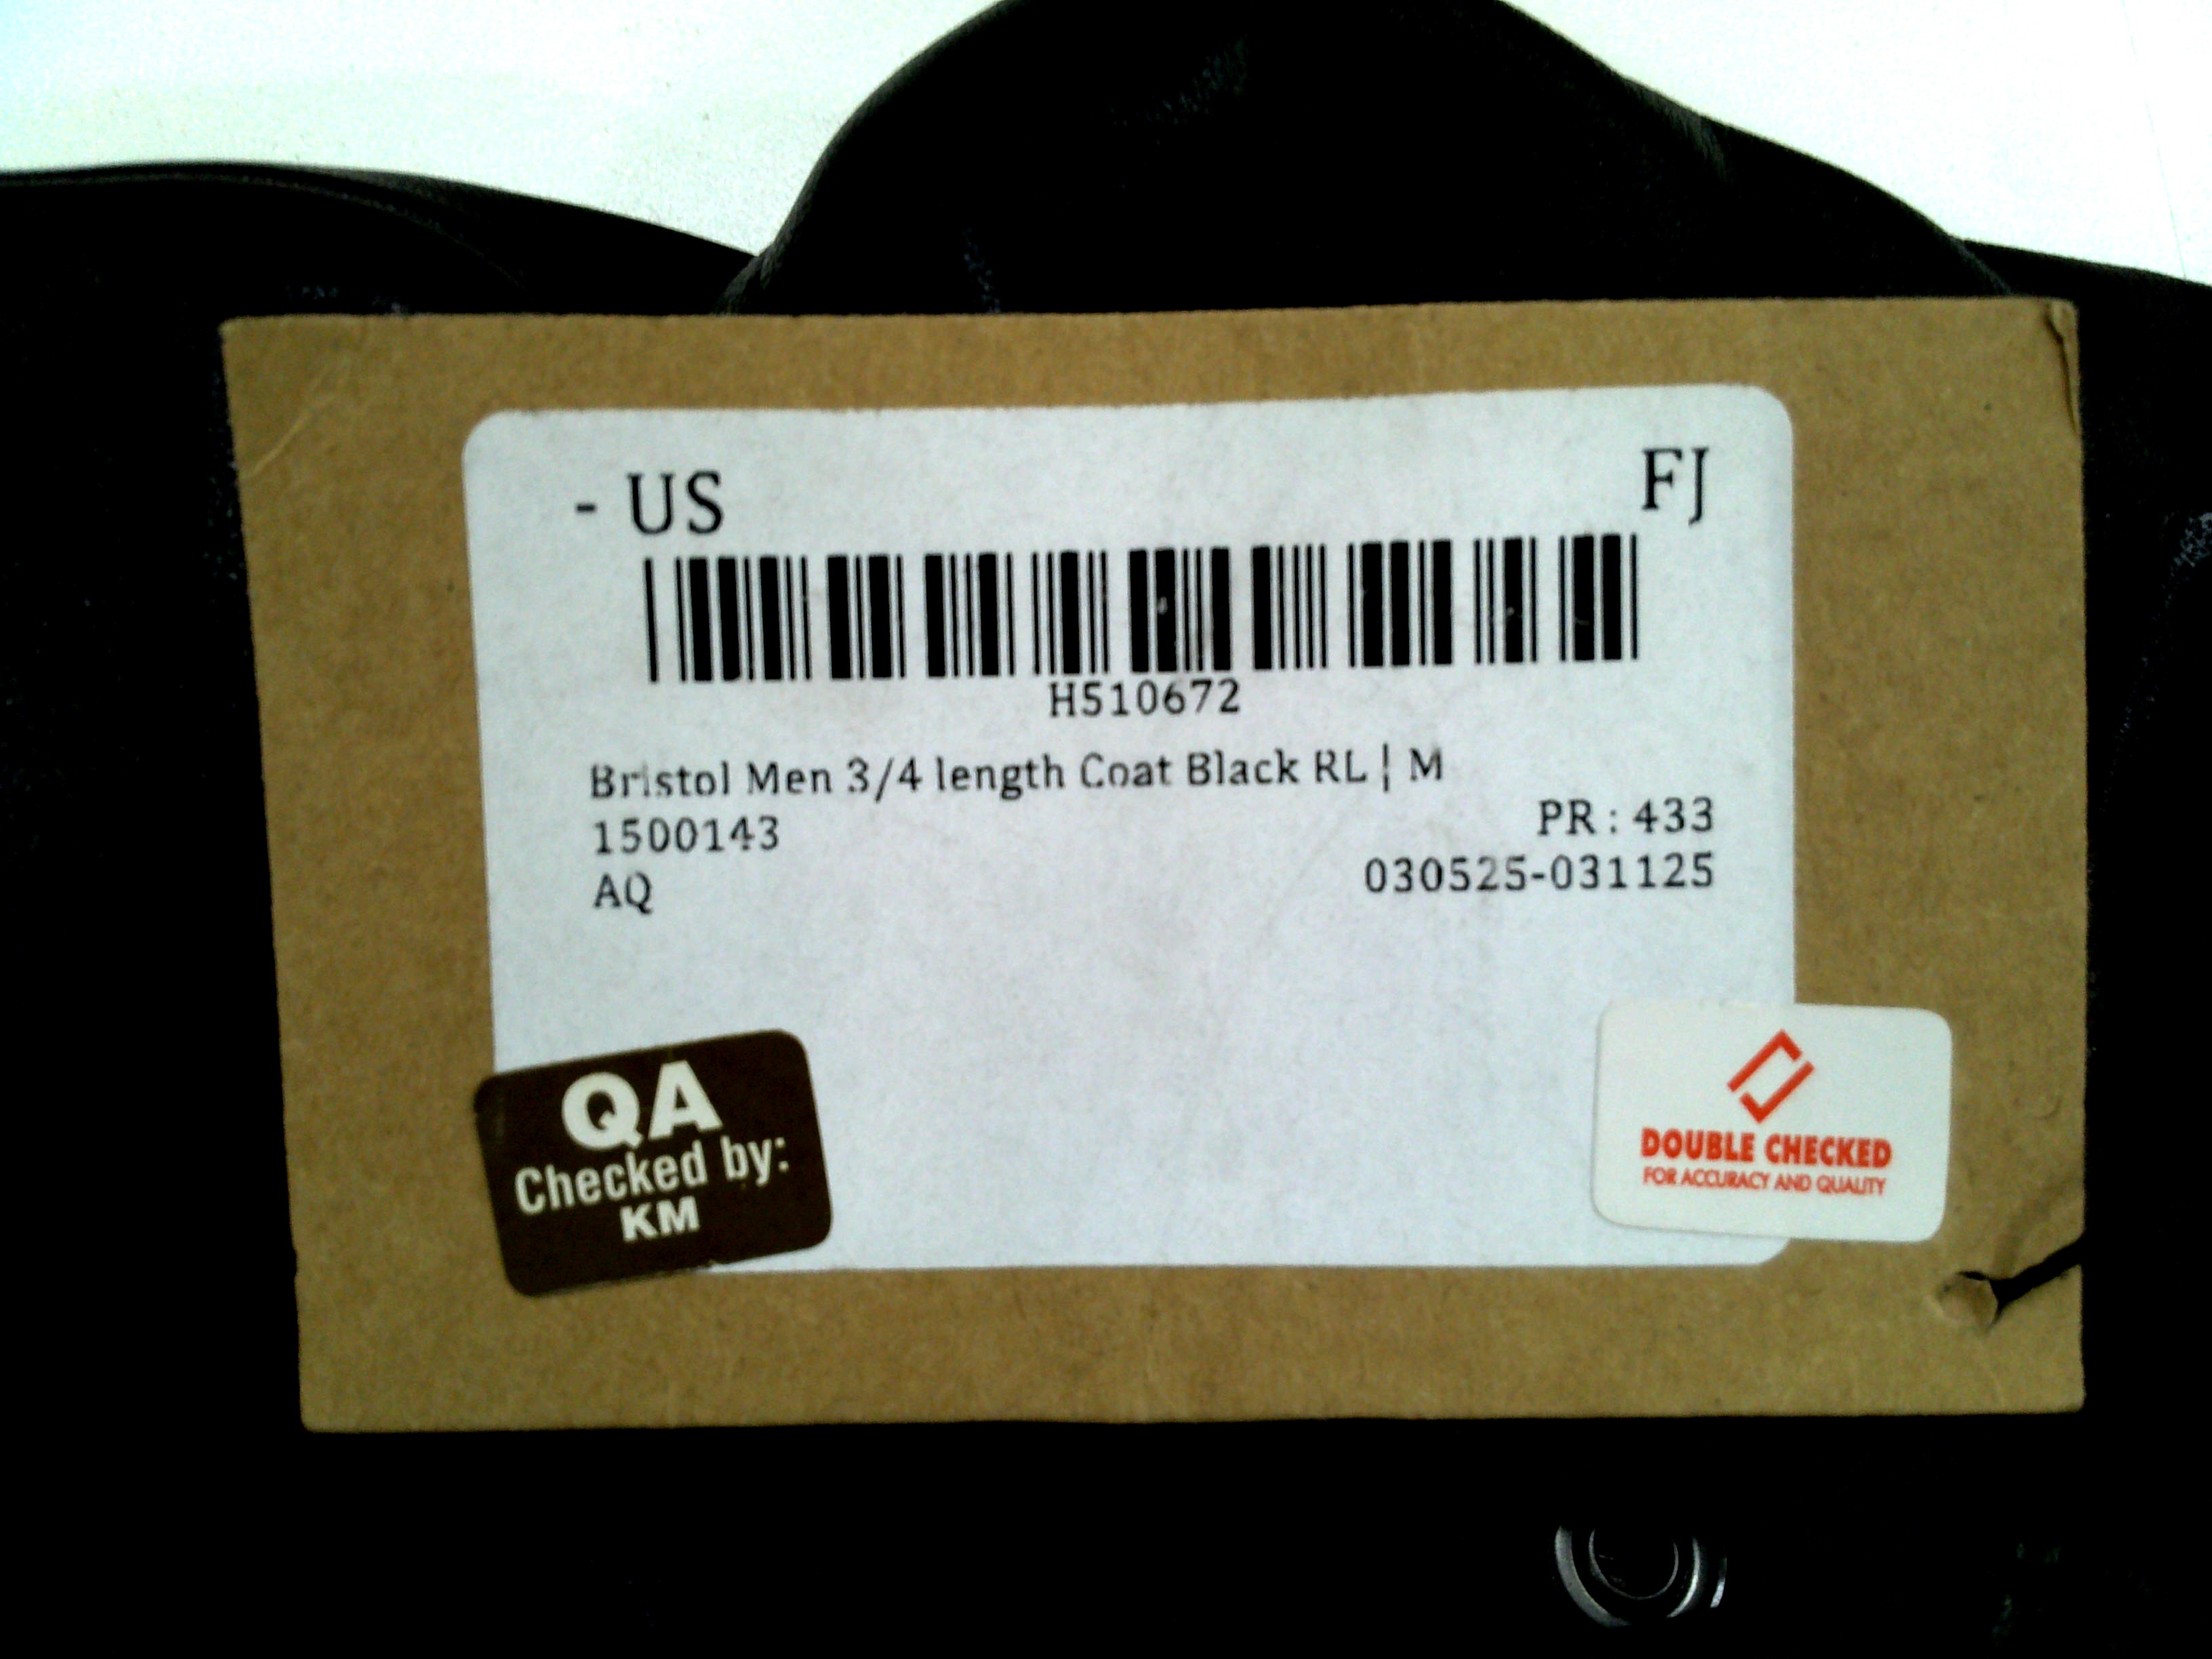 - US FJ
H510672
Bristol Men 3/4 length Coat Black RL ¦ M
1500143 PR : 433
AQ 030525-031125
QA
Checked by:
KM
DOUBLE CHECKED
FOR ACCURACY AND QUALITY